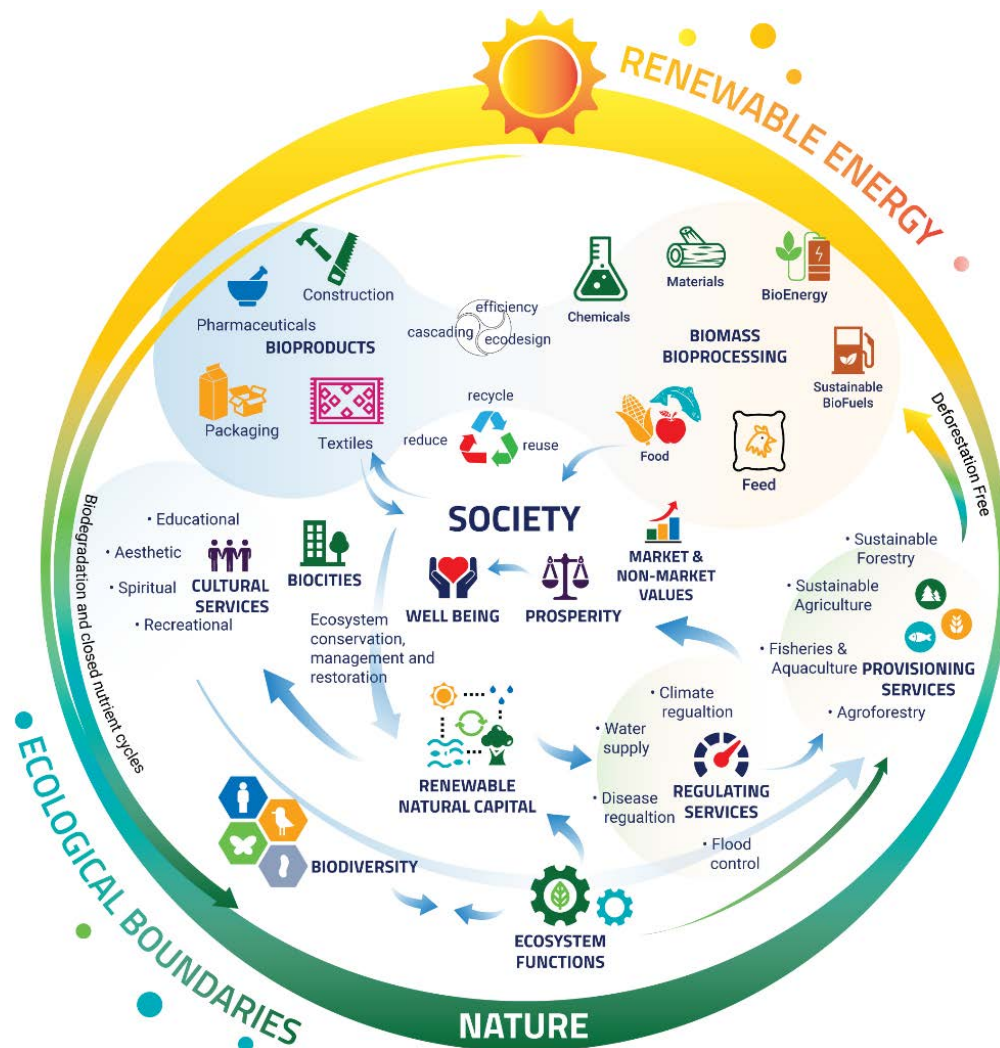 RENEWABLE ENERGY
Construction
Pharmaceuticals
BIOPRODUCTS
Packaging
Textiles
efficiency
cascading
ecodesign
Chemicals
Materials
BioEnergy
BIOMASS
BIOPROCESSING
Sustainable
BioFuels
Food
Feed
recycle
reduce
reuse
Deforestation Free
Biodegradation and closed nutrient cycles
• Educational
• Aesthetic
• Spiritual
• Recreational
CULTURAL
SERVICES
BIOCITIES
SOCIETY
WELL BEING
PROSPERITY
MARKET &
NON-MARKET
VALUES
Ecosystem
conservation,
management and
restoration
• Sustainable
Forestry
• Sustainable
Agriculture
• Fisheries &
Aquaculture
PROVISIONING
SERVICES
• Agroforestry
• Climate
regualtion
• Water
supply
• Disease
regualtion
REGULATING
SERVICES
• Flood
control
RENEWABLE
NATURAL CAPITAL
BIODIVERSITY
ECOSYSTEM
FUNCTIONS
ECOLOGICAL BOUNDARIES
NATURE